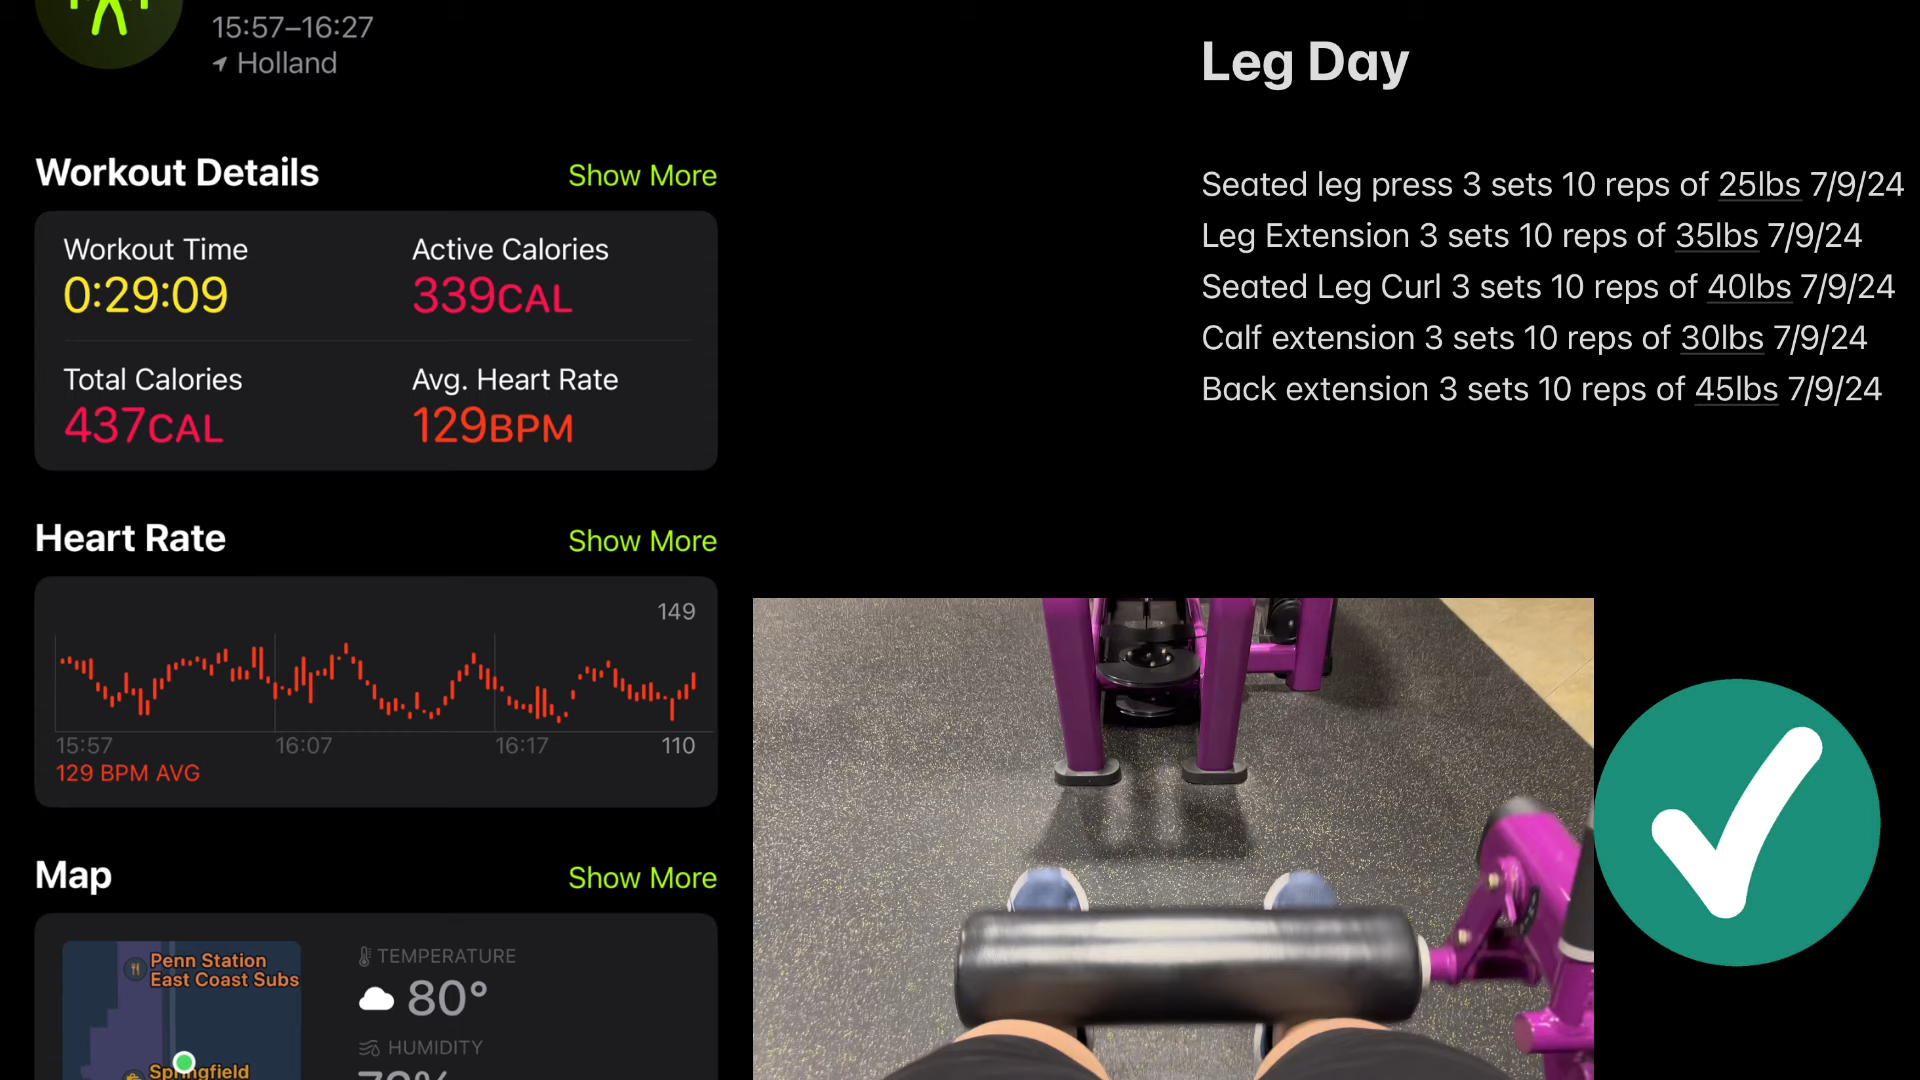 15:57–16:27
Holland
Workout Details
Show More
Workout Time
Active Calories
0:29:09
339CAL
Total Calories
Avg. Heart Rate
437CAL
129BPM
Heart Rate
Show More
149
15:57
16:07
16:17
110
129 BPM AVG
Map
Show More
Penn Station
East Coast Subs
Springfield
TEMPERATURE
80°
HUMIDITY
Leg Day
Seated leg press 3 sets 10 reps of 25lbs 7/9/24
Leg Extension 3 sets 10 reps of 35lbs 7/9/24
Seated Leg Curl 3 sets 10 reps of 40lbs 7/9/24
Calf extension 3 sets 10 reps of 30lbs 7/9/24
Back extension 3 sets 10 reps of 45lbs 7/9/24